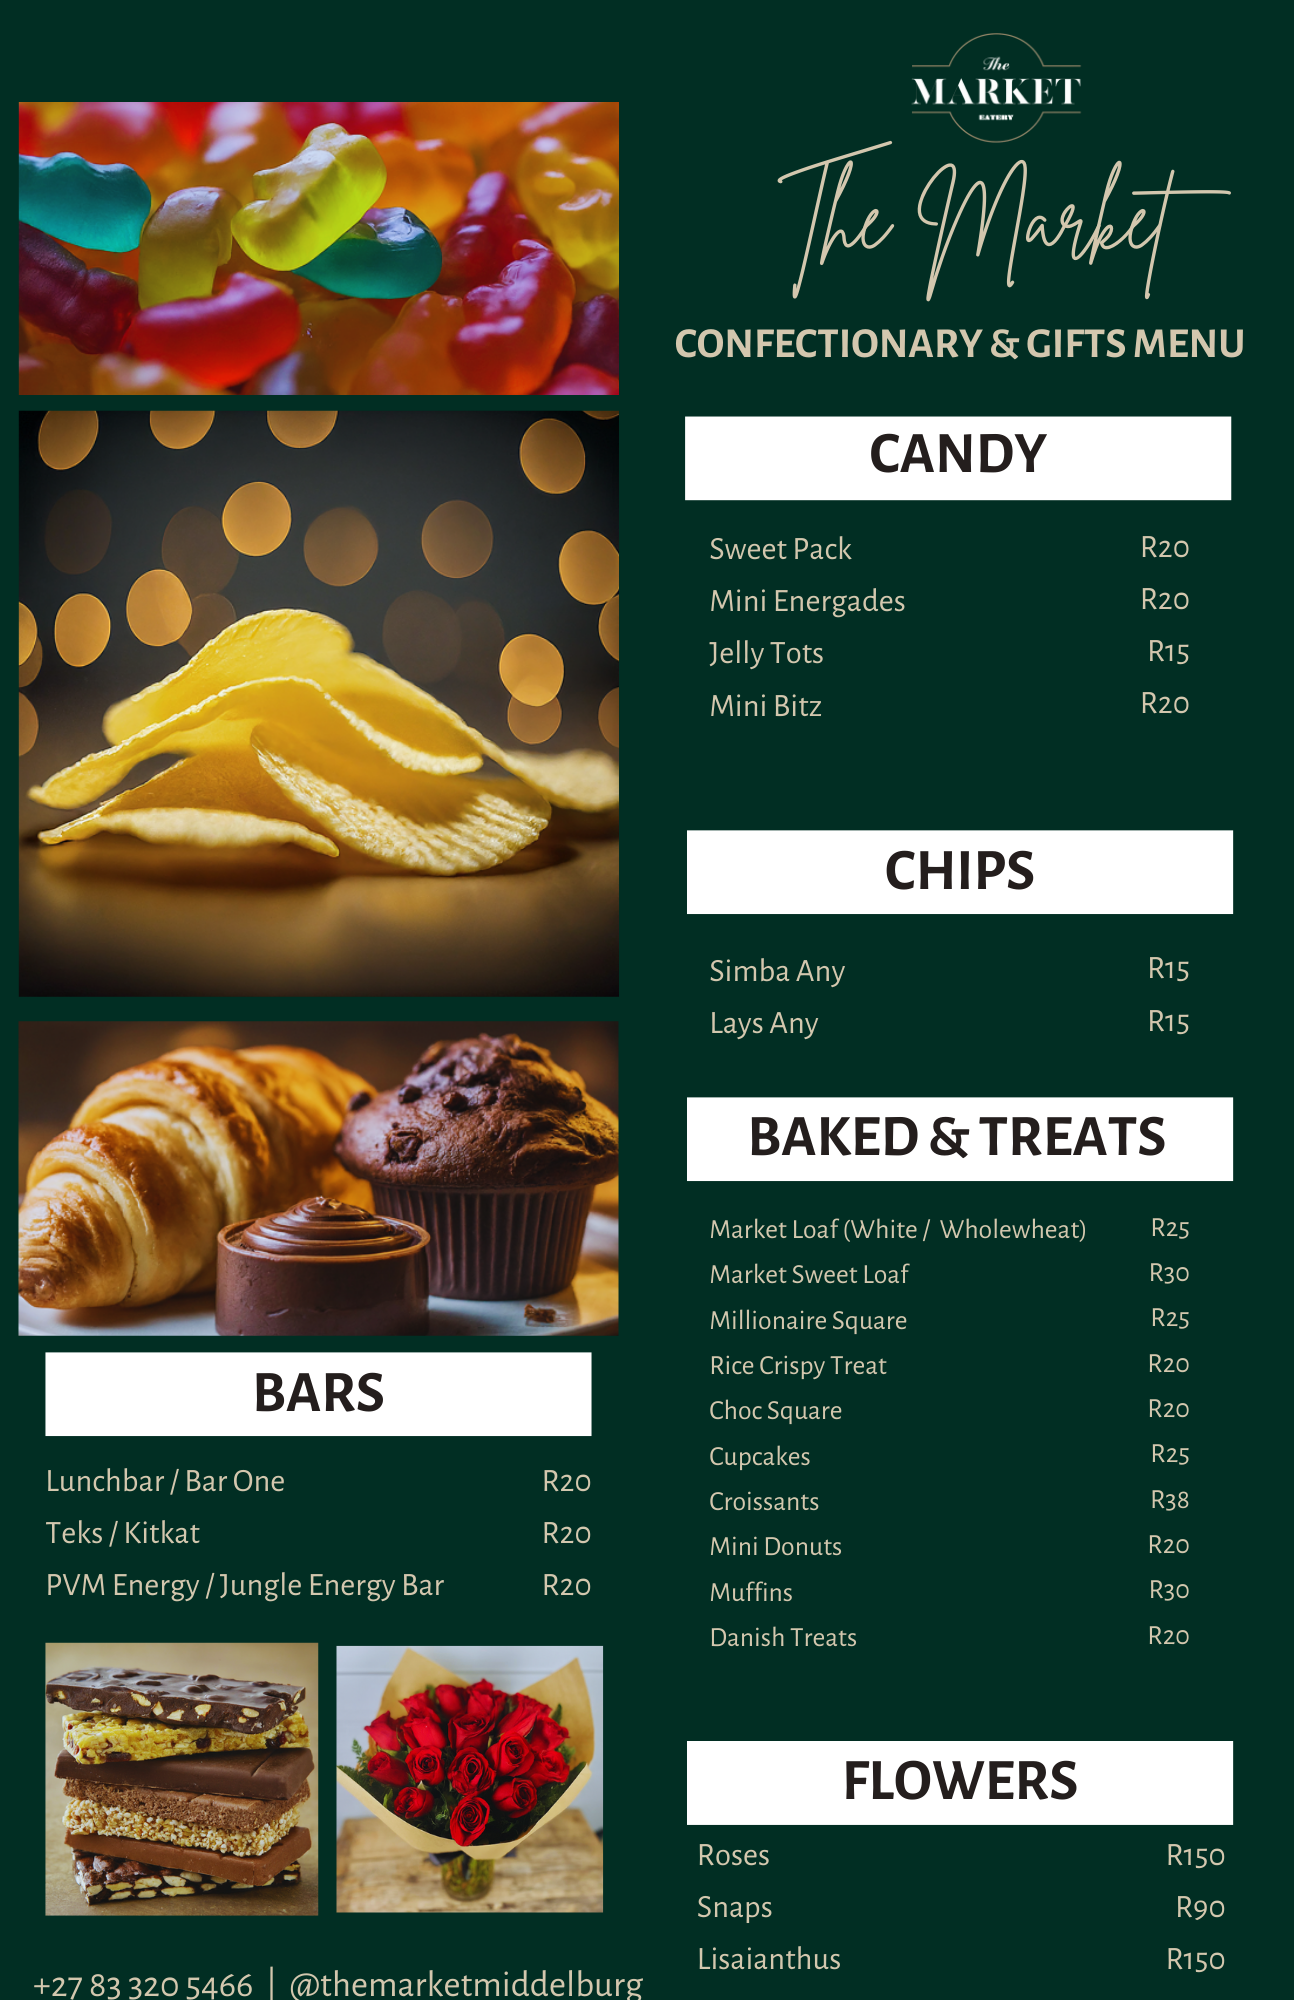 The
MARKET
EATERY
The Market
CONFECTIONARY & GIFTS MENU
CANDY
Sweet Pack R20
Mini Energades R20
Jelly Tots R15
Mini Bitz R20
CHIPS
Simba Any R15
Lays Any R15
BAKED & TREATS
Market Loaf (White / Wholewheat) R25
Market Sweet Loaf R30
Millionaire Square R25
Rice Crispy Treat R20
Choc Square R20
Cupcakes R25
Croissants R38
Mini Donuts R20
Muffins R30
Danish Treats R20
BARS
Lunchbar / Bar One R20
Teks / Kitkat R20
PVM Energy / Jungle Energy Bar R20
FLOWERS
Roses R150
Snaps R90
Lisaianthus R150
+27 83 320 5466 | @themarketmiddelburg